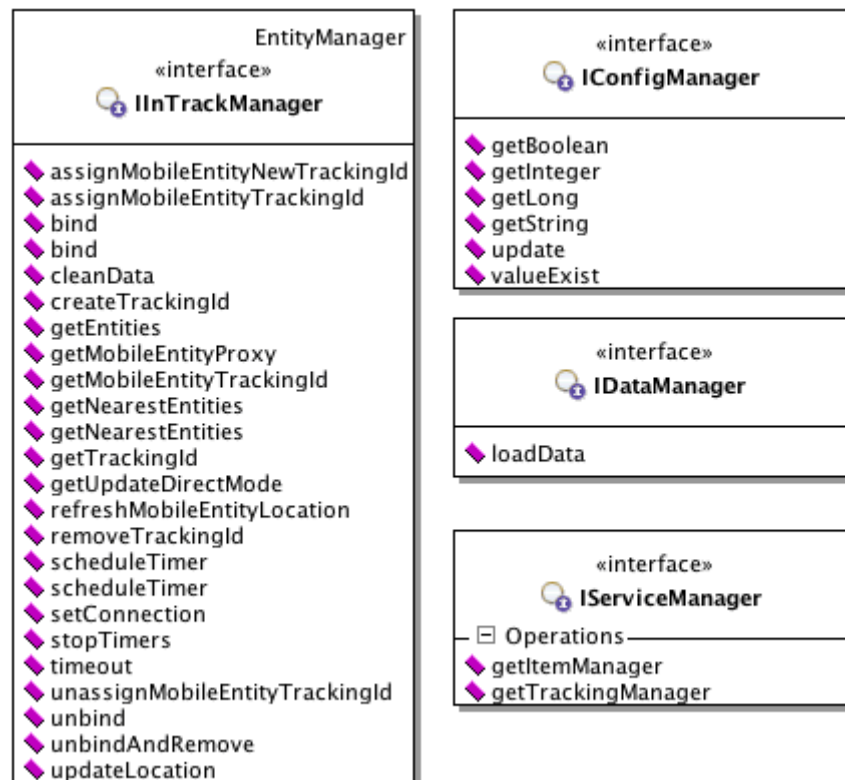 EntityManager
«interface»
IInTrackManager
assignMobileEntityNewTrackingId
assignMobileEntityTrackingId
bind
bind
cleanData
createTrackingId
getEntities
getMobileEntityProxy
getMobileEntityTrackingId
getNearestEntities
getNearestEntities
getTrackingId
getUpdateDirectMode
refreshMobileEntityLocation
removeTrackingId
scheduleTimer
scheduleTimer
setConnection
stopTimers
timeout
unassignMobileEntityTrackingId
unbind
unbindAndRemove
updateLocation
«interface»
IConfigManager
getBoolean
getInteger
getLong
getString
update
valueExist
«interface»
IDataManager
loadData
«interface»
IServiceManager
Operations
getItemManager
getTrackingManager